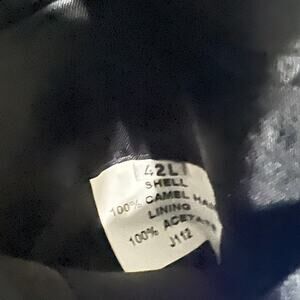 42L
SHELL
100% CAMEL HAIR
LINING
100% ACETATE
J112